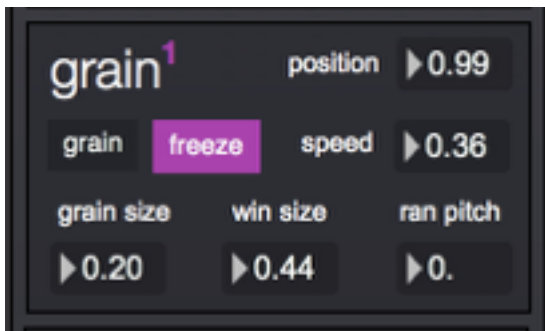 grain¹ position 0.99
grain freeze speed 0.36
grain size win size ran pitch
0.20 0.44 0.